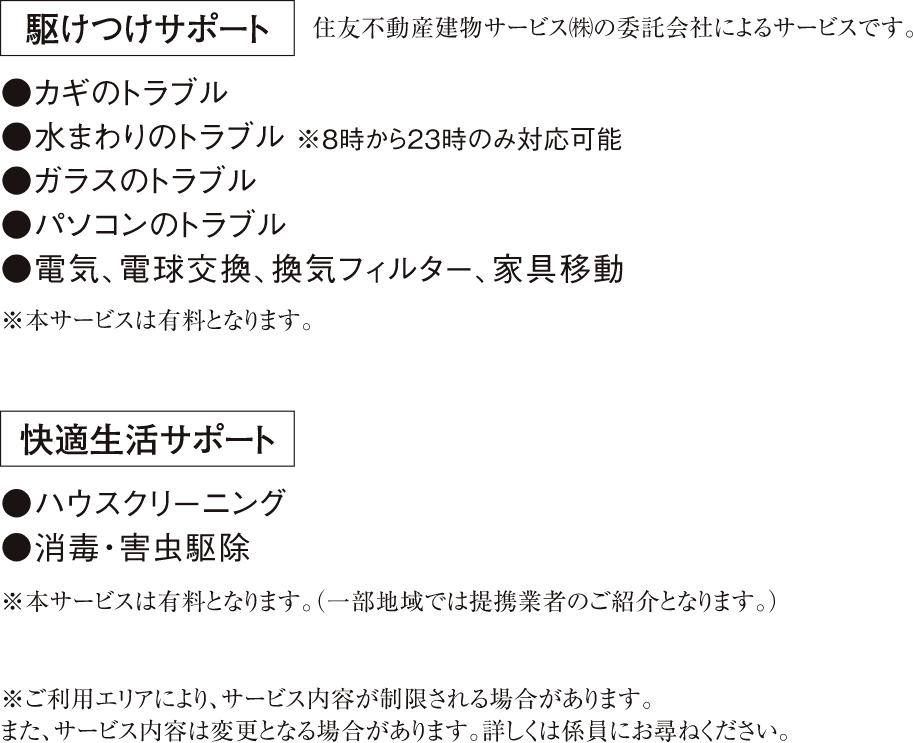 駆けつけサポート 住友不動産建物サービス㈱の委託会社によるサービスです。
●カギのトラブル
●水まわりのトラブル ※8時から23時のみ対応可能
●ガラスのトラブル
●パソコンのトラブル
●電気、電球交換、換気フィルター、家具移動
※本サービスは有料となります。
快適生活サポート
●ハウスクリーニング
●消毒・害虫駆除
※本サービスは有料となります。（一部地域では提携業者のご紹介となります。）
※ご利用エリアにより、サービス内容が制限される場合があります。
また、サービス内容は変更となる場合があります。詳しくは係員にお尋ねください。